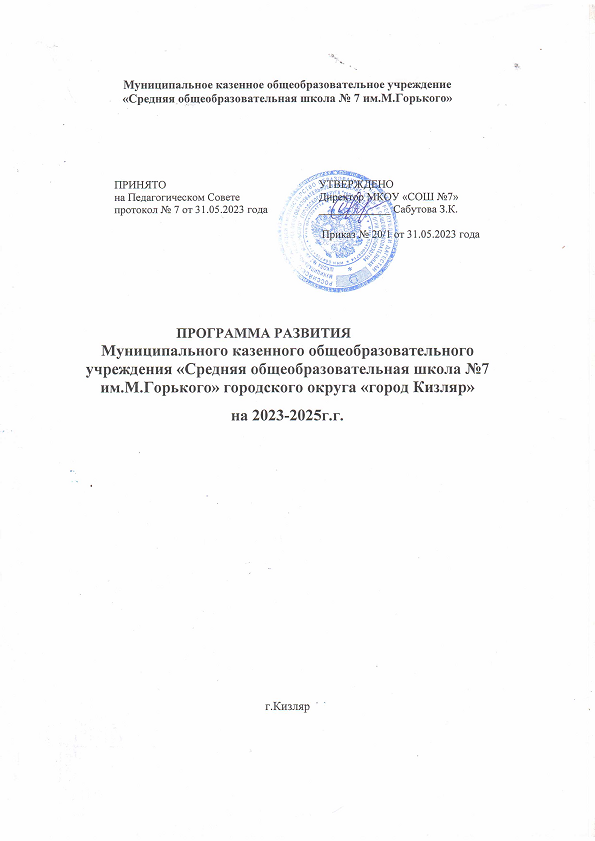 Муниципальное казенное общеобразовательное учреждение
«Средняя общеобразовательная школа № 7 им.М.Горького»
ПРИНЯТО
на Педагогическом Совете
протокол № 7 от 31.05.2023 года
УТВЕРЖДЕНО
Директор МКОУ «СОШ №7»
Сабутова З.К.
Приказ № 20/1 от 31.05.2023 года
ПРОГРАММА РАЗВИТИЯ
Муниципального казенного общеобразовательного
учреждения «Средняя общеобразовательная школа №7
им.М.Горького» городского округа «город Кизляр»
на 2023-2025г.г.
г.Кизляр